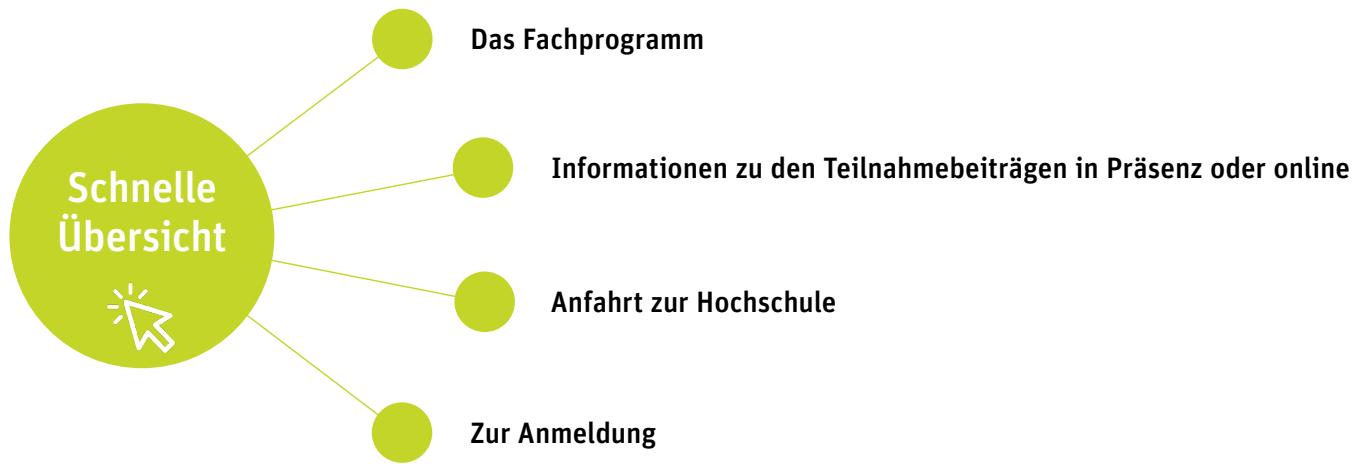 Schnelle
Übersicht
Das Fachprogramm
Informationen zu den Teilnahmebeiträgen in Präsenz oder online
Anfahrt zur Hochschule
Zur Anmeldung